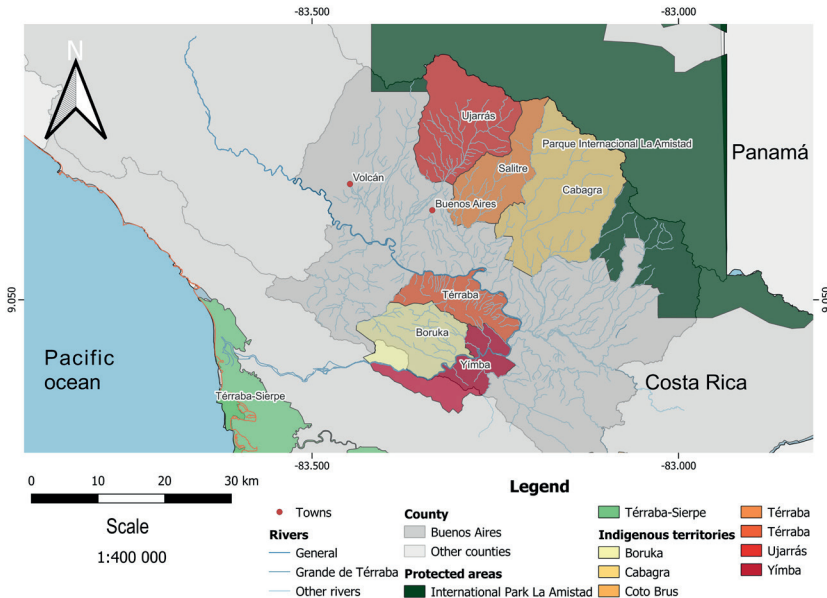 -83.500
-83.000
N
Ujarrás
Parque Internacional La Amistad
Panamá
Salitre
Volcán
Cabagra
Buenos Aires
9.050
9.050
Térraba
Boruka
Pacific
ocean
Yímba
Costa Rica
Térraba-Sierpe
-83.500
-83.000
0
10
20
30 km
Scale
1:400 000
Legend
Towns
Rivers
General
Grande de Térraba
Other rivers
County
Buenos Aires
Other counties
Protected areas
International Park La Amistad
Térraba-Sierpe
Indigenous territories
Boruka
Cabagra
Coto Brus
Térraba
Térraba
Ujarrás
Yímba